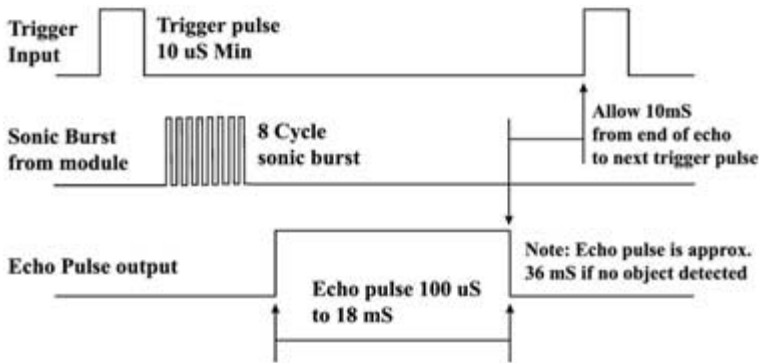 Trigger
Input
Trigger pulse
10 uS Min
Sonic Burst
from module
8 Cycle
sonic burst
Allow 10mS
from end of echo
to next trigger pulse
Echo Pulse output
Echo pulse 100 uS
to 18 mS
Note: Echo pulse is approx.
36 mS if no object detected